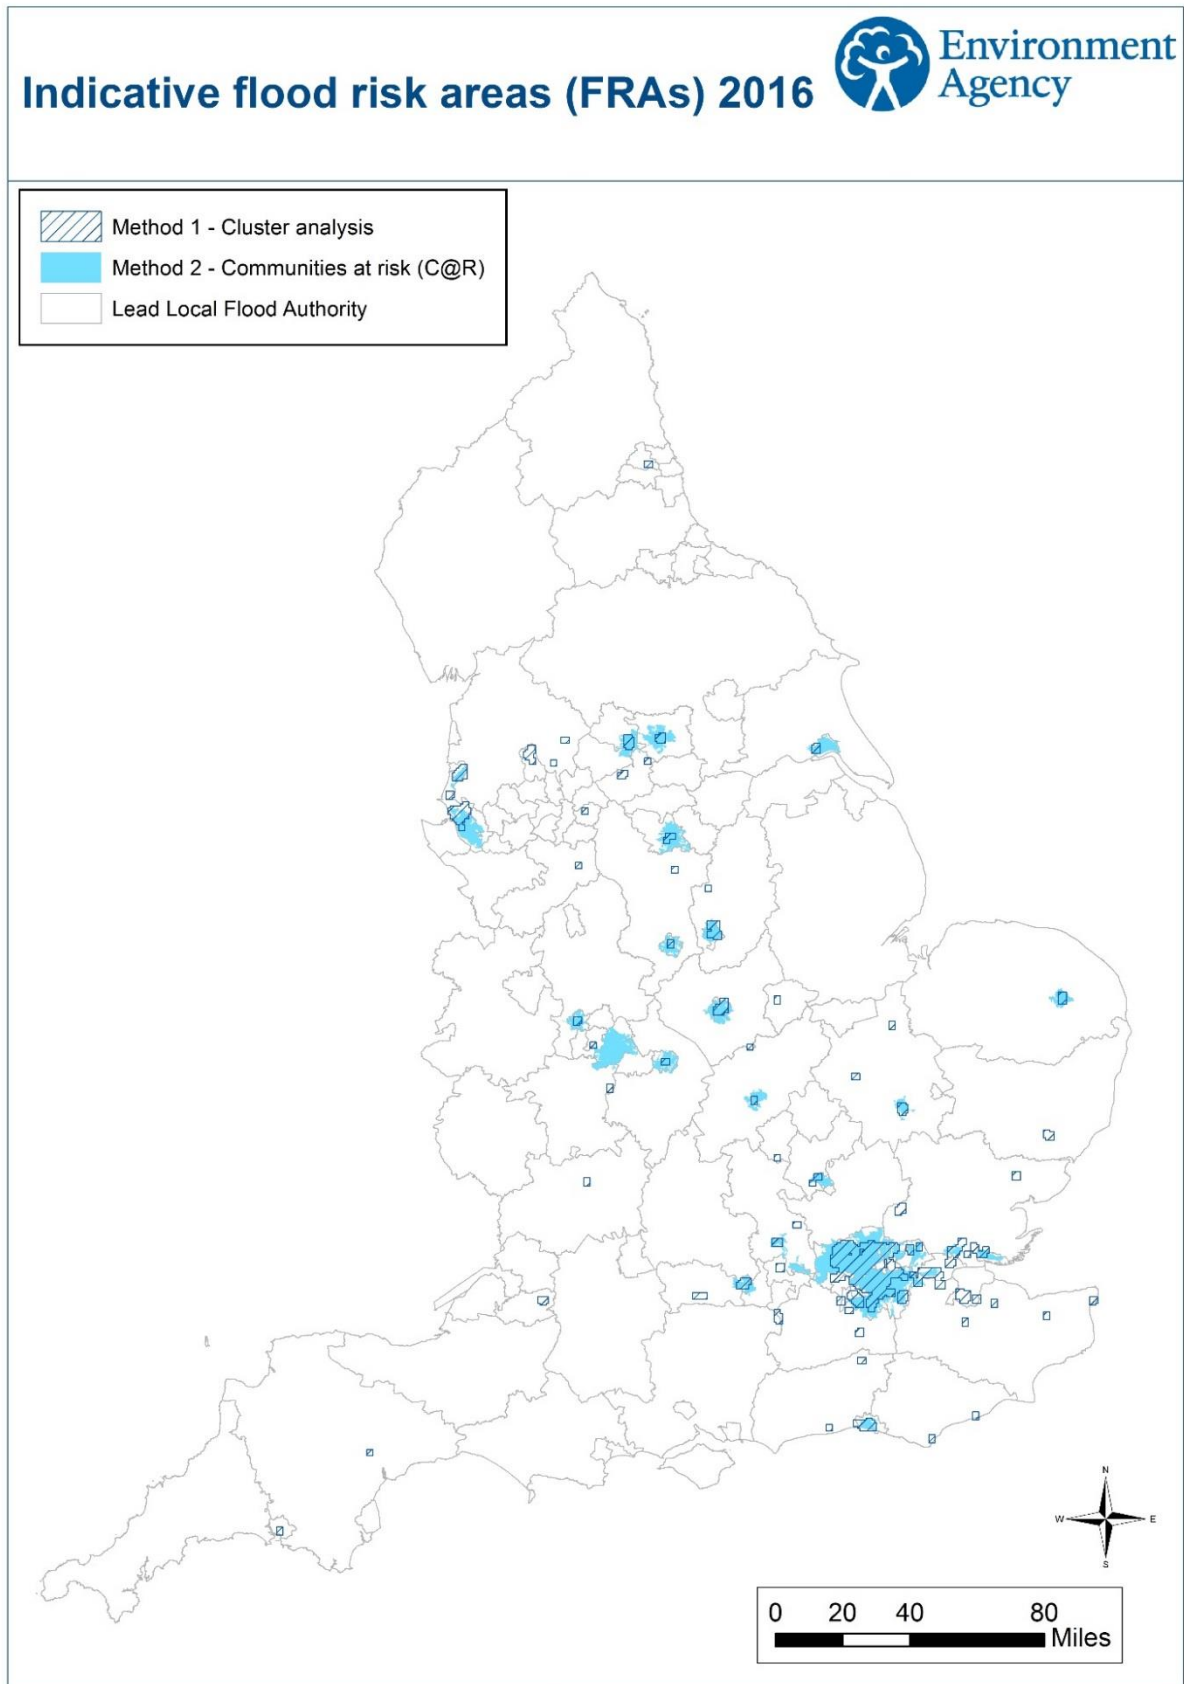 Indicative flood risk areas (FRAs) 2016
Environment
Agency
Method 1 - Cluster analysis
Method 2 - Communities at risk (C@R)
Lead Local Flood Authority
N
W E
S
0 20 40 80
Miles